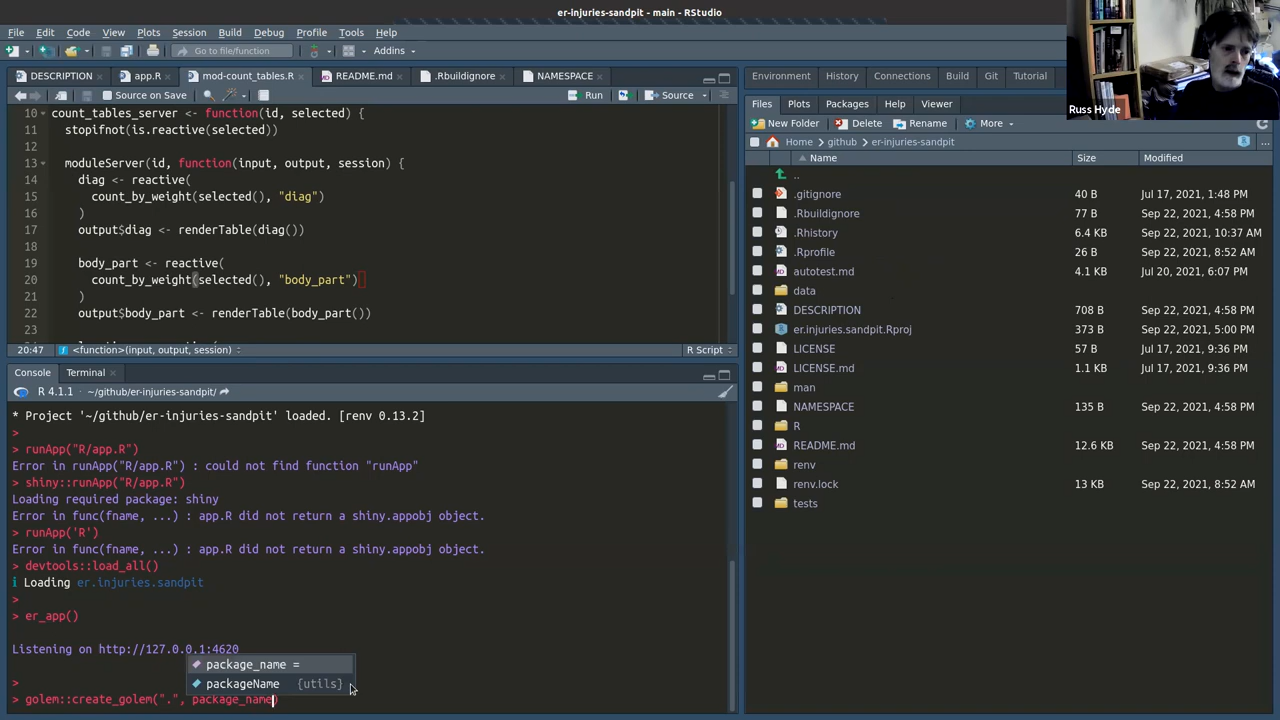 er-injuries-sandpit - main - RStudio
File Edit Code View Plots Session Build Debug Profile Tools Help
Go to file/function Addins
DESCRIPTION app.R mod-count_tables.R README.md .Rbuildignore NAMESPACE
Source on Save Run Source
10 count_tables_server <- function(id, selected) {
11 stopifnot(is.reactive(selected))
12
13 moduleServer(id, function(input, output, session) {
14 diag <- reactive(
15 count_by_weight(selected(), "diag")
16 )
17 output$diag <- renderTable(diag())
18
19 body_part <- reactive(
20 count_by_weight(selected(), "body_part")
21 )
22 output$body_part <- renderTable(body_part())
23
20:47 <function>(input, output, session) R Script
Console Terminal
R 4.1.1 · ~/github/er-injuries-sandpit/
* Project '~/github/er-injuries-sandpit' loaded. [renv 0.13.2]
>
> runApp("R/app.R")
Error in runApp("R/app.R") : could not find function "runApp"
> shiny::runApp("R/app.R")
Loading required package: shiny
Error in func(fname, ...) : app.R did not return a shiny.appobj object.
> runApp('R')
Error in func(fname, ...) : app.R did not return a shiny.appobj object.
> devtools::load_all()
ℹ Loading er.injuries.sandpit
>
> er_app()
Listening on http://127.0.0.1:4620
package_name =
packageName {utils}
>
> golem::create_golem(".", package_name)
Environment History Connections Build Git Tutorial
Files Plots Packages Help Viewer
New Folder Delete Rename More
Home github er-injuries-sandpit
Name Size Modified
..
.gitignore 40 B Jul 17, 2021, 1:48 PM
.Rbuildignore 77 B Sep 22, 2021, 4:58 PM
.Rhistory 6.4 KB Sep 22, 2021, 10:37 AM
.Rprofile 26 B Sep 22, 2021, 8:52 AM
autotest.md 4.1 KB Jul 20, 2021, 6:07 PM
data
DESCRIPTION 708 B Sep 22, 2021, 4:58 PM
er.injuries.sandpit.Rproj 373 B Sep 22, 2021, 5:00 PM
LICENSE 57 B Jul 17, 2021, 9:36 PM
LICENSE.md 1.1 KB Jul 17, 2021, 9:36 PM
man
NAMESPACE 135 B Sep 22, 2021, 4:58 PM
R
README.md 12.6 KB Sep 22, 2021, 4:58 PM
renv
renv.lock 13 KB Sep 22, 2021, 8:52 AM
tests
Russ Hyde